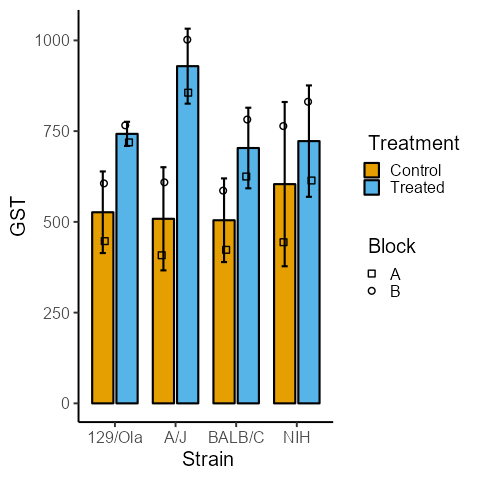 1000
750
500
250
0
GST
129/Ola A/J BALB/C NIH
Strain
Treatment
Control
Treated
Block
A
B